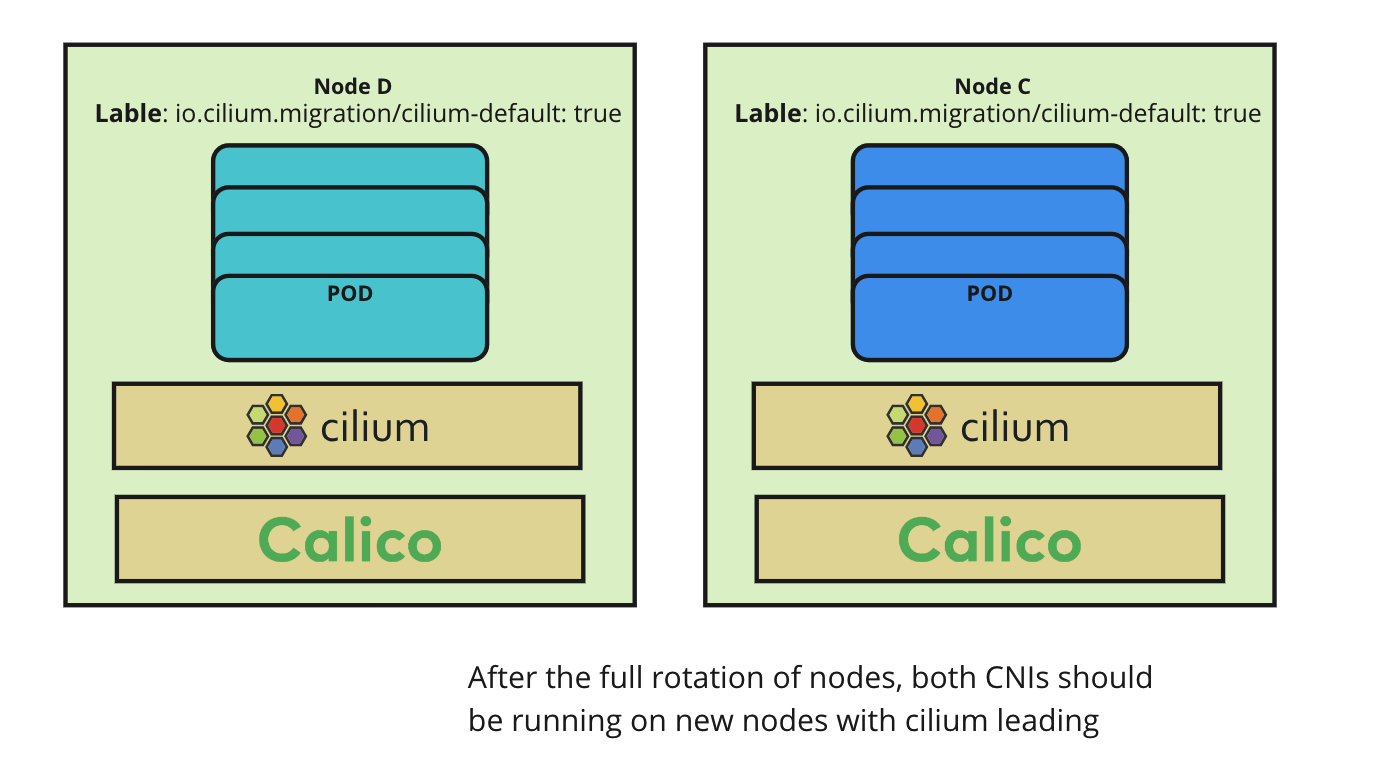 Node D
Lable: io.cilium.migration/cilium-default: true
POD
cilium
Calico
Node C
Lable: io.cilium.migration/cilium-default: true
POD
cilium
Calico
After the full rotation of nodes, both CNIs should
be running on new nodes with cilium leading